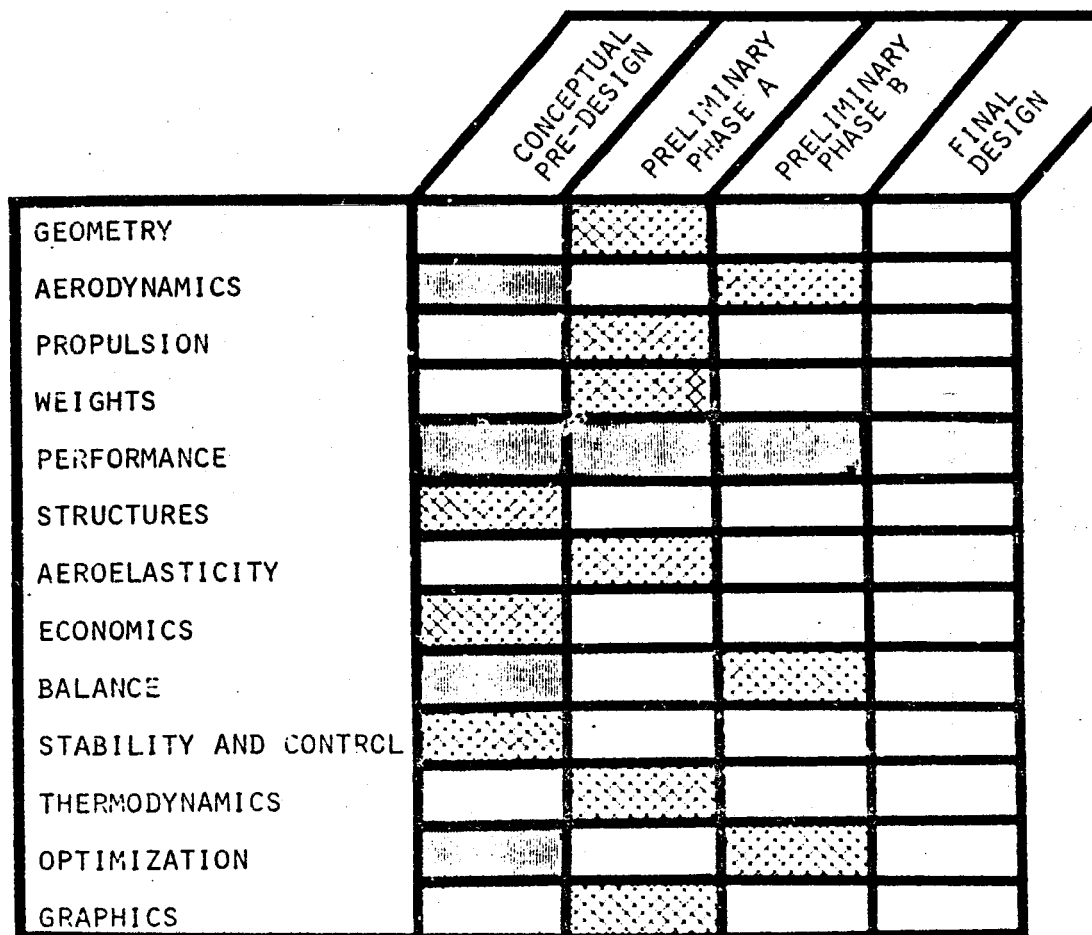 CONCEPTUAL
PRE-DESIGN
PRELIMINARY
PHASE A
PRELIMINARY
PHASE B
FINAL
DESIGN
GEOMETRY
AERODYNAMICS
PROPULSION
WEIGHTS
PERFORMANCE
STRUCTURES
AEROELASTICITY
ECONOMICS
BALANCE
STABILITY AND CONTROL
THERMODYNAMICS
OPTIMIZATION
GRAPHICS